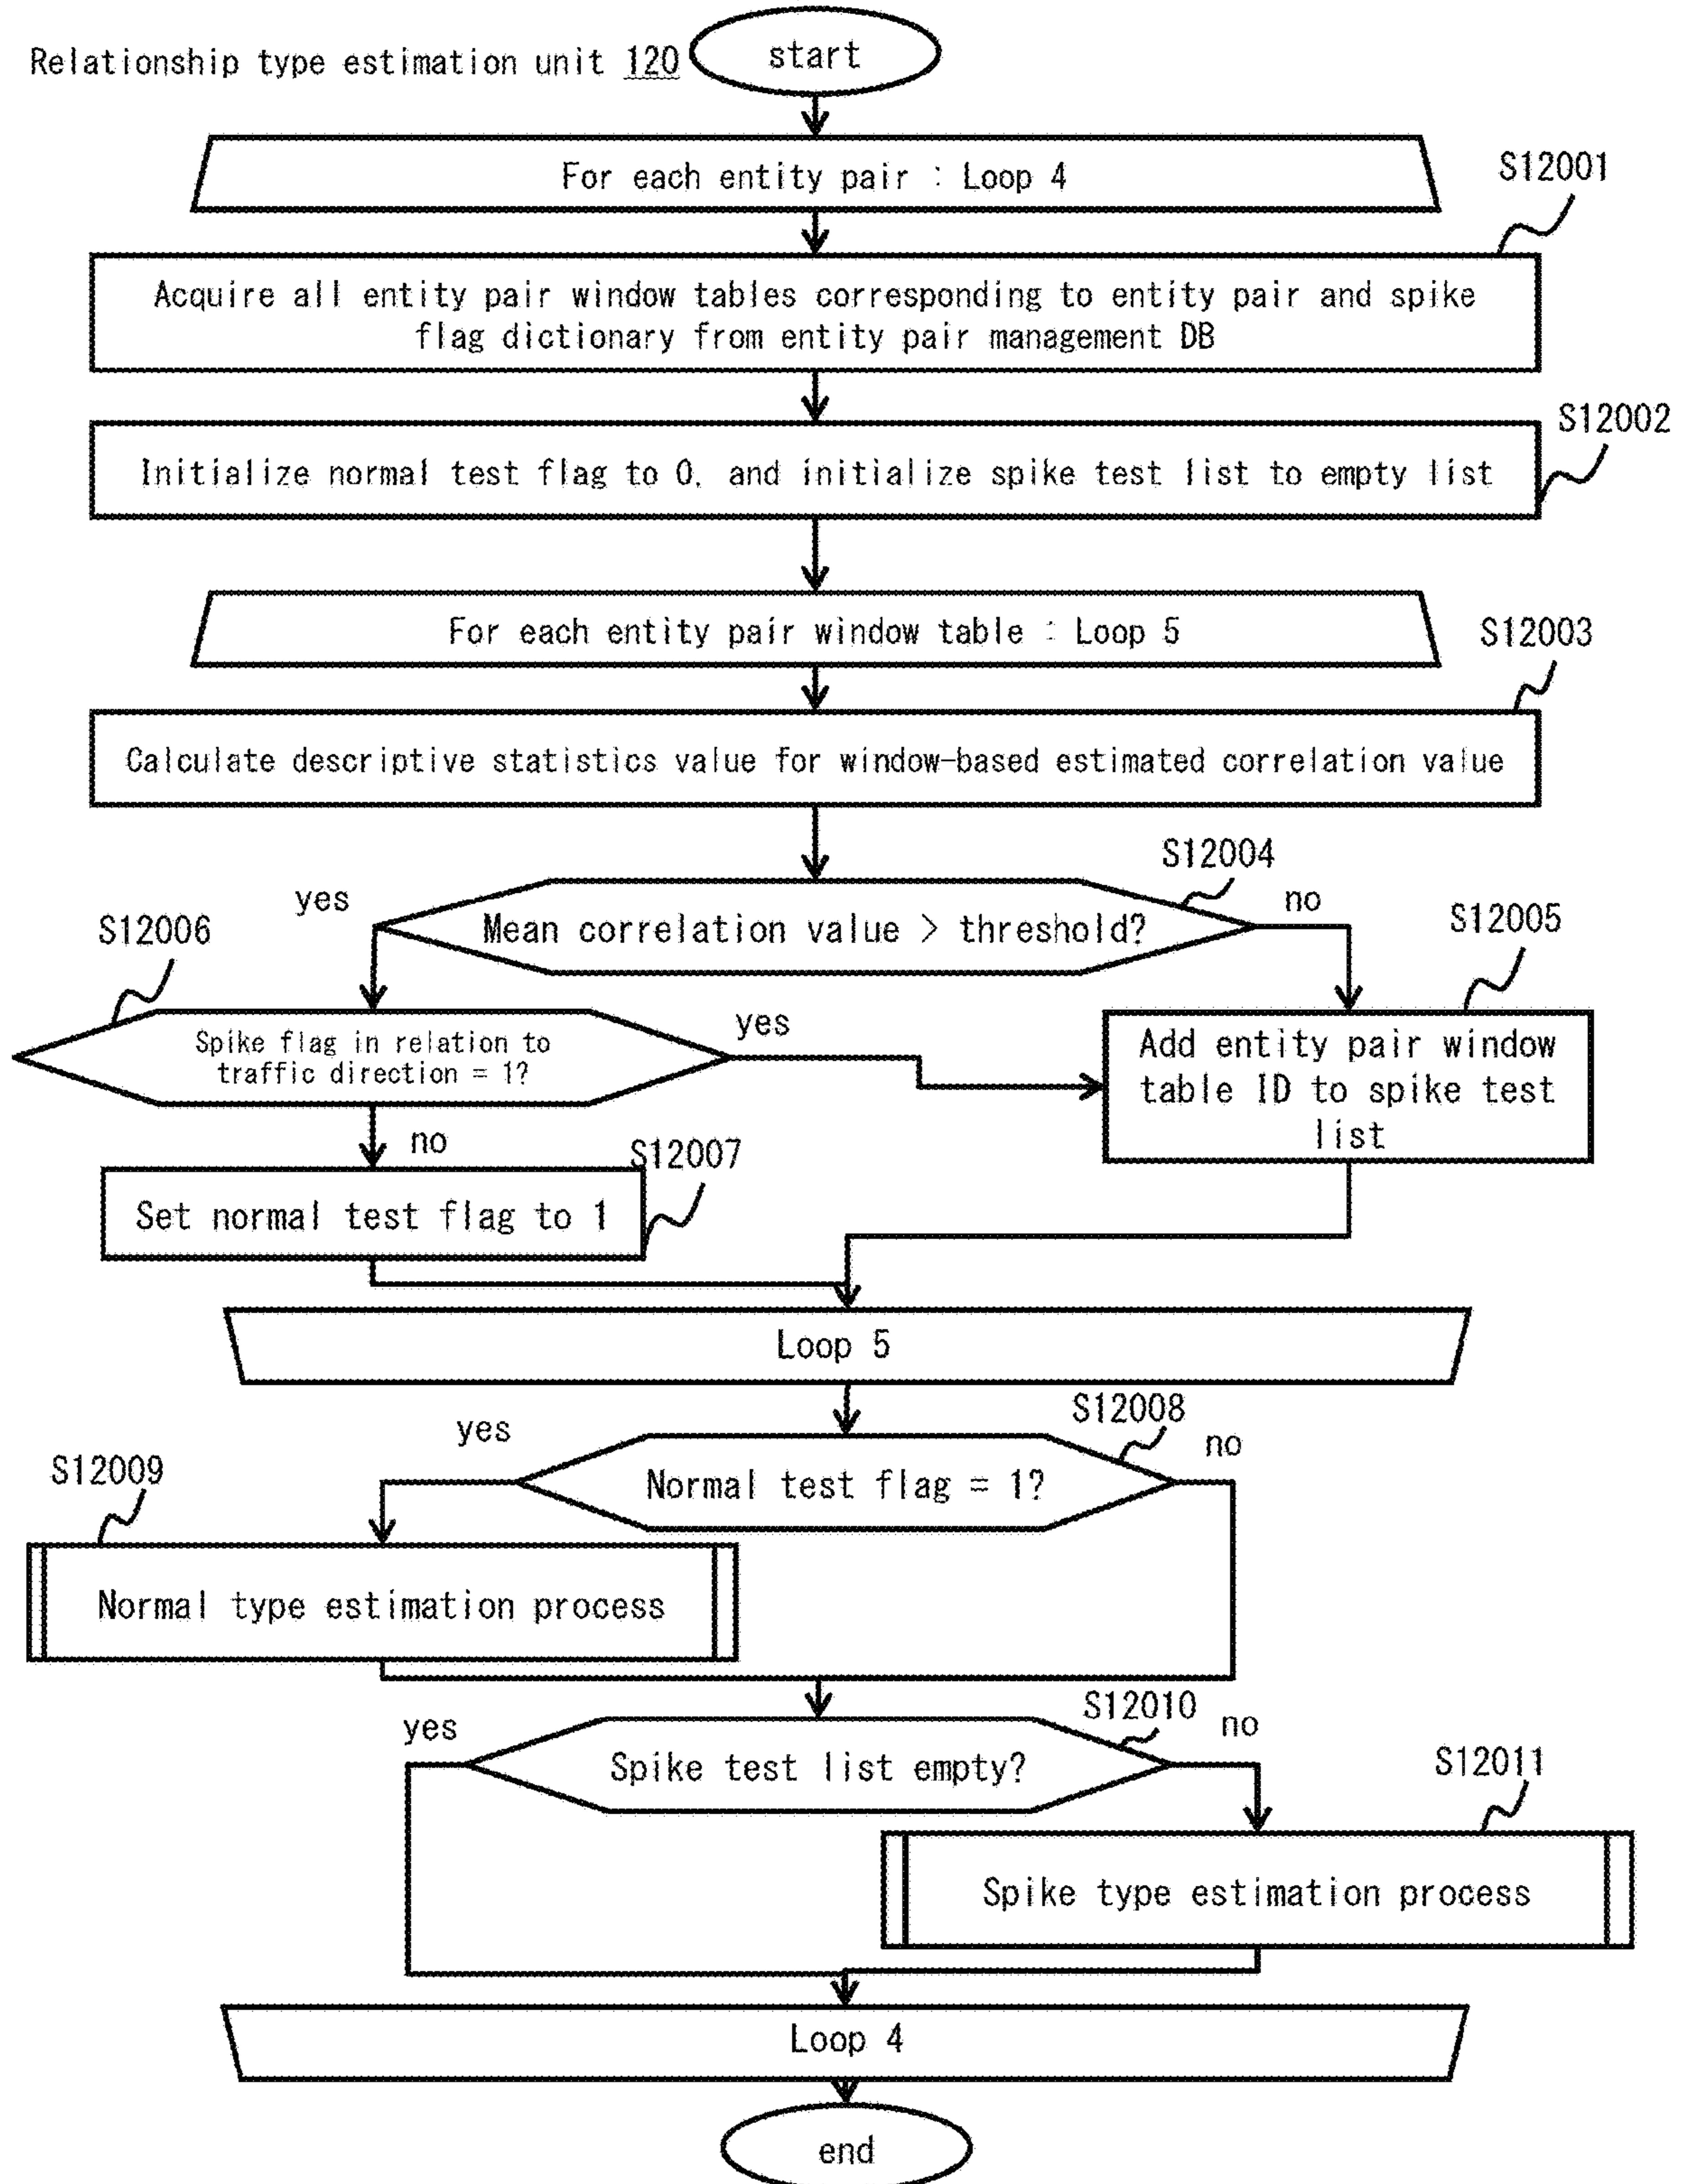 Relationship type estimation unit 120
start
For each entity pair : Loop 4
S12001
Acquire all entity pair window tables corresponding to entity pair and spike
flag dictionary from entity pair management DB
S12002
Initialize normal test flag to 0, and initialize spike test list to empty list
For each entity pair window table : Loop 5
S12003
Calculate descriptive statistics value for window-based estimated correlation value
S12004
yes
Mean correlation value > threshold?
no
S12006
S12005
Spike flag in relation to
traffic direction = 1?
yes
Add entity pair window
table ID to spike test
list
no
S12007
Set normal test flag to 1
Loop 5
S12008
yes
Normal test flag = 1?
no
S12009
Normal type estimation process
S12010
yes
Spike test list empty?
no
S12011
Spike type estimation process
Loop 4
end